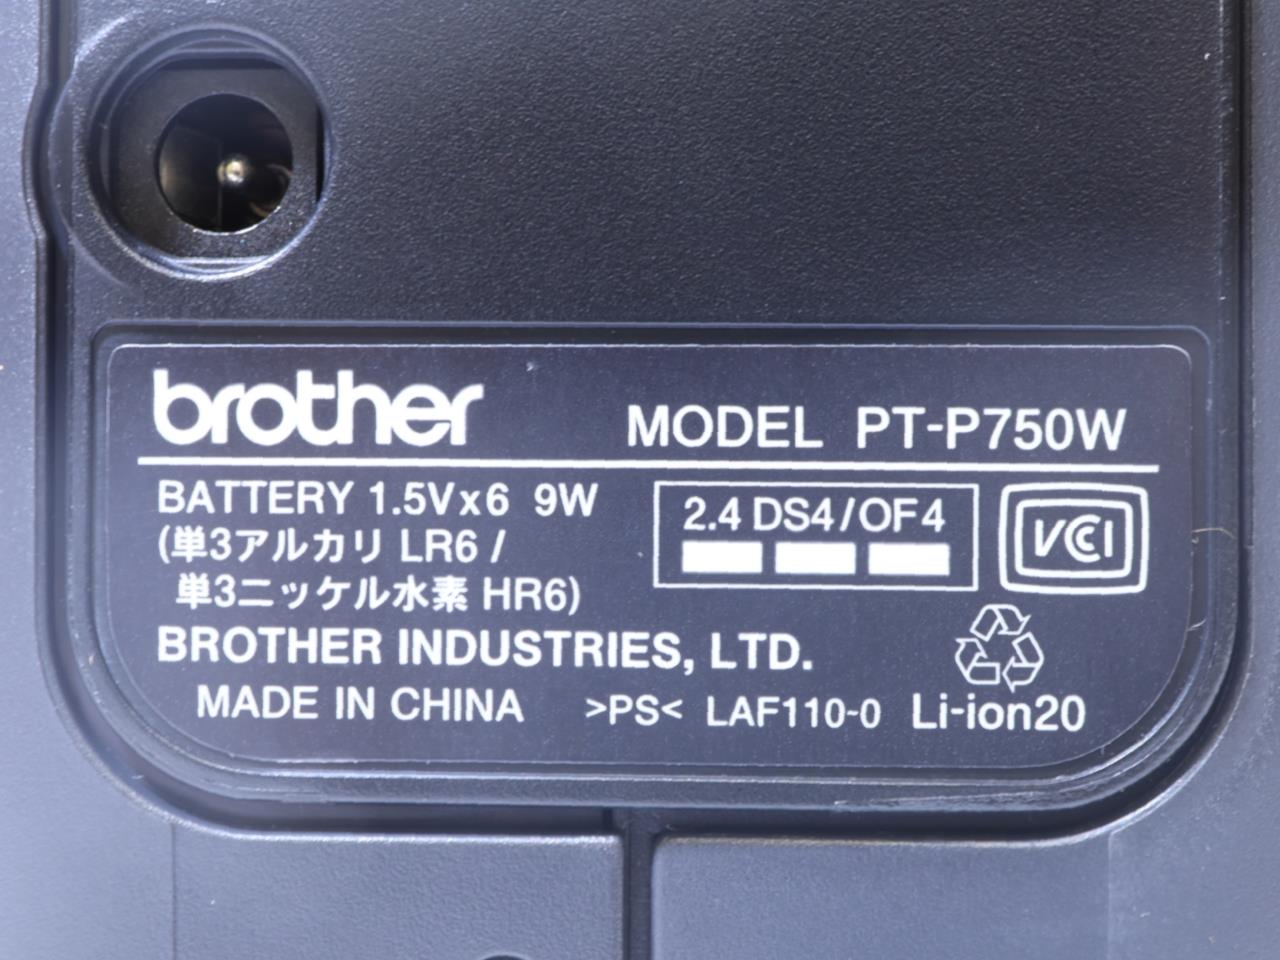 brother
MODEL PT-P750W
BATTERY 1.5Vx6 9W
(単3アルカリ LR6 /
単3ニッケル水素 HR6)
2.4 DS4/OF4
VCCI
BROTHER INDUSTRIES, LTD.
MADE IN CHINA >PS< LAF110-0 Li-ion20